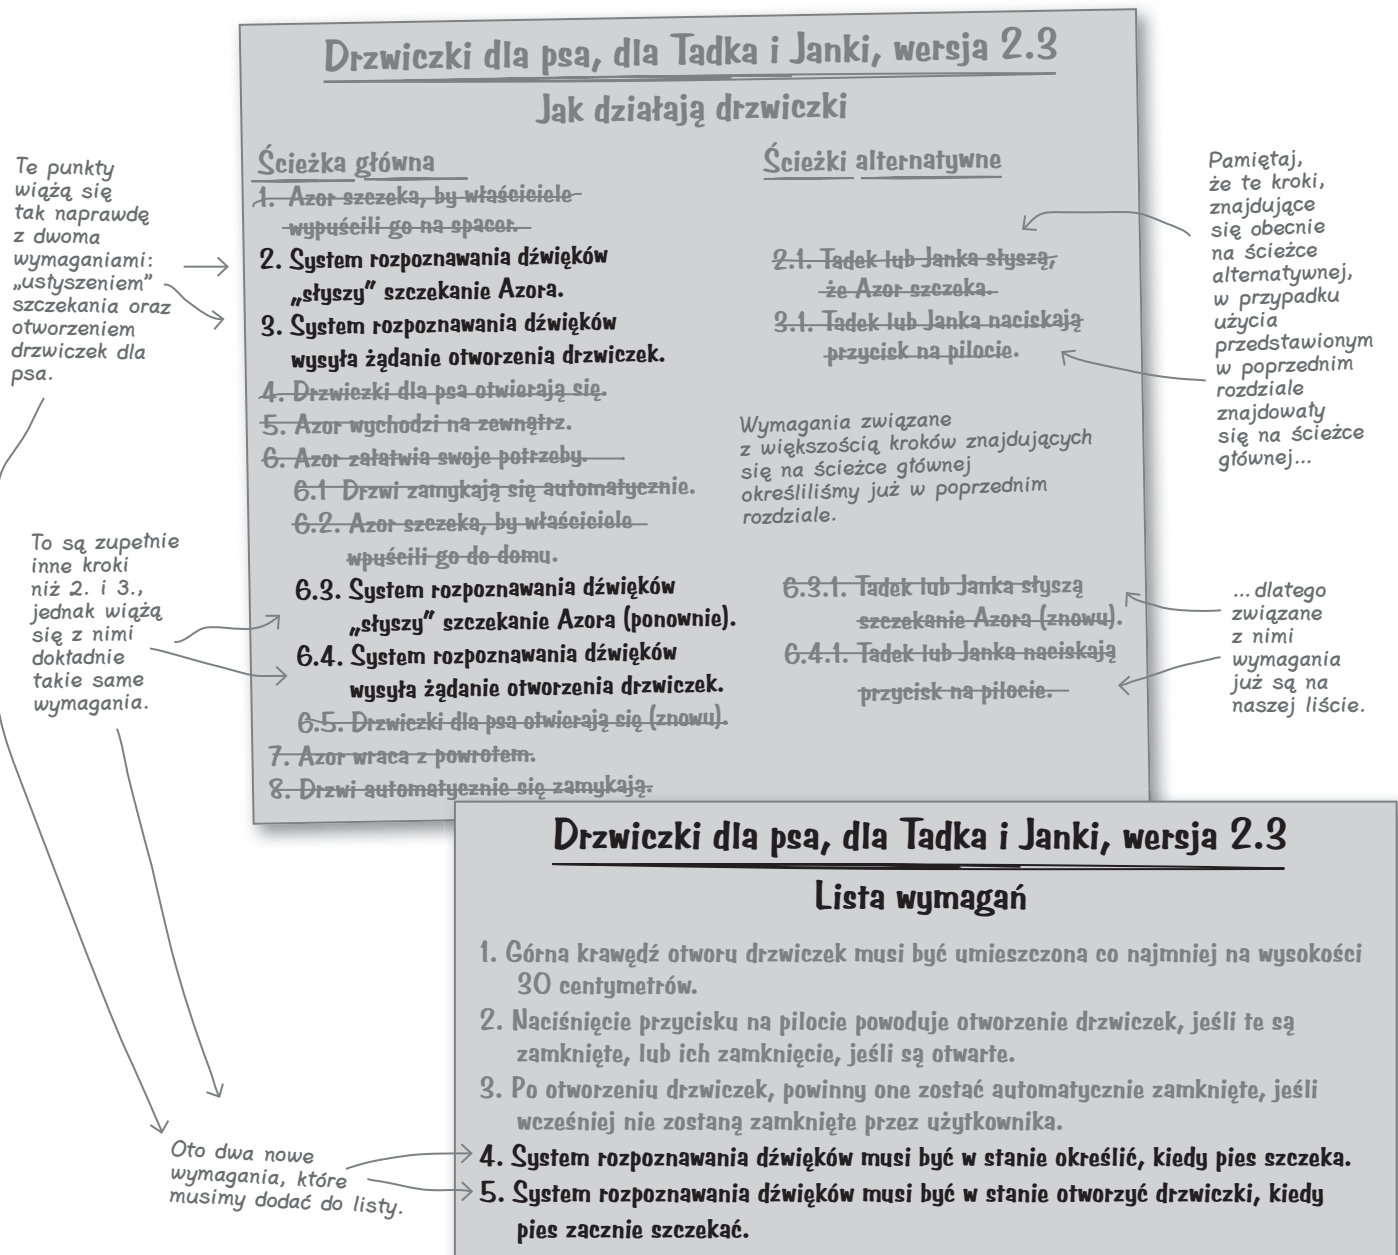 Drzwiczki dla psa, dla Tadka i Janki, wersja 2.3
Jak działają drzwiczki
Ścieżka główna
1. Azor szczeka, by właściciele
wypuścili go na spacer.
2. System rozpoznawania dźwięków
„słyszy” szczekanie Azora.
3. System rozpoznawania dźwięków
wysyła żądanie otworzenia drzwiczek.
4. Drzwiczki dla psa otwierają się.
5. Azor wychodzi na zewnątrz.
6. Azor załatwia swoje potrzeby.
6.1 Drzwi zamykają się automatycznie.
6.2. Azor szczeka, by właściciele
wpuścili go do domu.
6.3. System rozpoznawania dźwięków
„słyszy” szczekanie Azora (ponownie).
6.4. System rozpoznawania dźwięków
wysyła żądanie otworzenia drzwiczek.
6.5. Drzwiczki dla psa otwierają się (znowu).
7. Azor wraca z powrotem.
8. Drzwi automatycznie się zamykają.
Ścieżki alternatywne
2.1. Tadek lub Janka słyszą,
że Azor szczeka.
3.1. Tadek lub Janka naciskają
przycisk na pilocie.
Wymagania związane
z większością kroków znajdujących
się na ścieżce głównej
określiliśmy już w poprzednim
rozdziale.
6.3.1. Tadek lub Janka słyszą
szczekanie Azora (znowu).
6.4.1. Tadek lub Janka naciskają
przycisk na pilocie.
Te punkty
wiążą się
tak naprawdę
z dwoma
wymaganiami:
„usłyszeniem”
szczekania oraz
otworzeniem
drzwiczek dla
psa.
To są zupełnie
inne kroki
niż 2. i 3.,
jednak wiążą
się z nimi
dokładnie
takie same
wymagania.
Pamiętaj,
że te kroki,
znajdujące
się obecnie
na ścieżce
alternatywnej,
w przypadku
użycia
przedstawionym
w poprzednim
rozdziale
znajdowały
się na ścieżce
głównej...
...dlatego
związane
z nimi
wymagania
już są na
naszej liście.
Drzwiczki dla psa, dla Tadka i Janki, wersja 2.3
Lista wymagań
1. Górna krawędź otworu drzwiczek musi być umieszczona co najmniej na wysokości
30 centymetrów.
2. Naciśnięcie przycisku na pilocie powoduje otworzenie drzwiczek, jeśli te są
zamknięte, lub ich zamknięcie, jeśli są otwarte.
3. Po otworzeniu drzwiczek, powinny one zostać automatycznie zamknięte, jeśli
wcześniej nie zostaną zamknięte przez użytkownika.
4. System rozpoznawania dźwięków musi być w stanie określić, kiedy pies szczeka.
5. System rozpoznawania dźwięków musi być w stanie otworzyć drzwiczki, kiedy
pies zacznie szczekać.
Oto dwa nowe
wymagania, które
musimy dodać do listy.